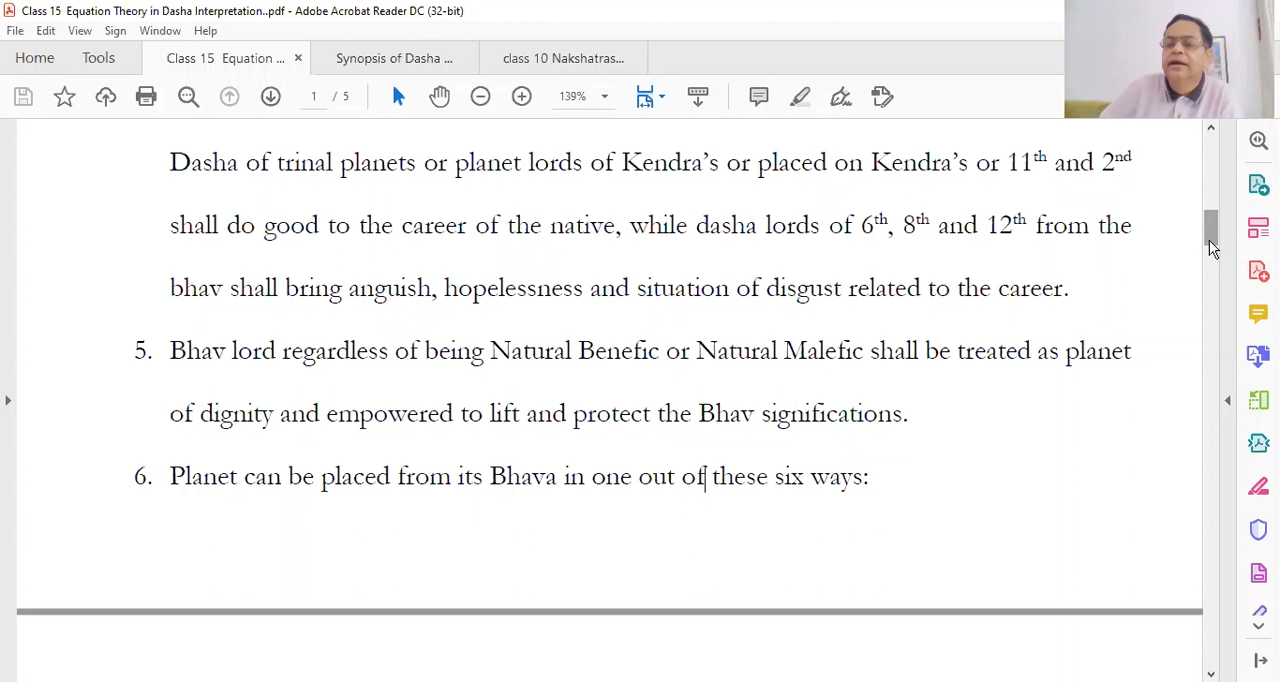 Class 15 Equation Theory in Dasha Interpretation..pdf - Adobe Acrobat Reader DC (32-bit)
File Edit View Sign Window Help
Home Tools Class 15 Equation ... × Synopsis of Dasha ... class 10 Nakshatras...
1 / 5 139%
Dasha of trinal planets or planet lords of Kendra's or placed on Kendra's or 11th and 2nd
shall do good to the career of the native, while dasha lords of 6th, 8th and 12th from the
bhav shall bring anguish, hopelessness and situation of disgust related to the career.
5. Bhav lord regardless of being Natural Benefic or Natural Malefic shall be treated as planet
of dignity and empowered to lift and protect the Bhav significations.
6. Planet can be placed from its Bhava in one out of these six ways: